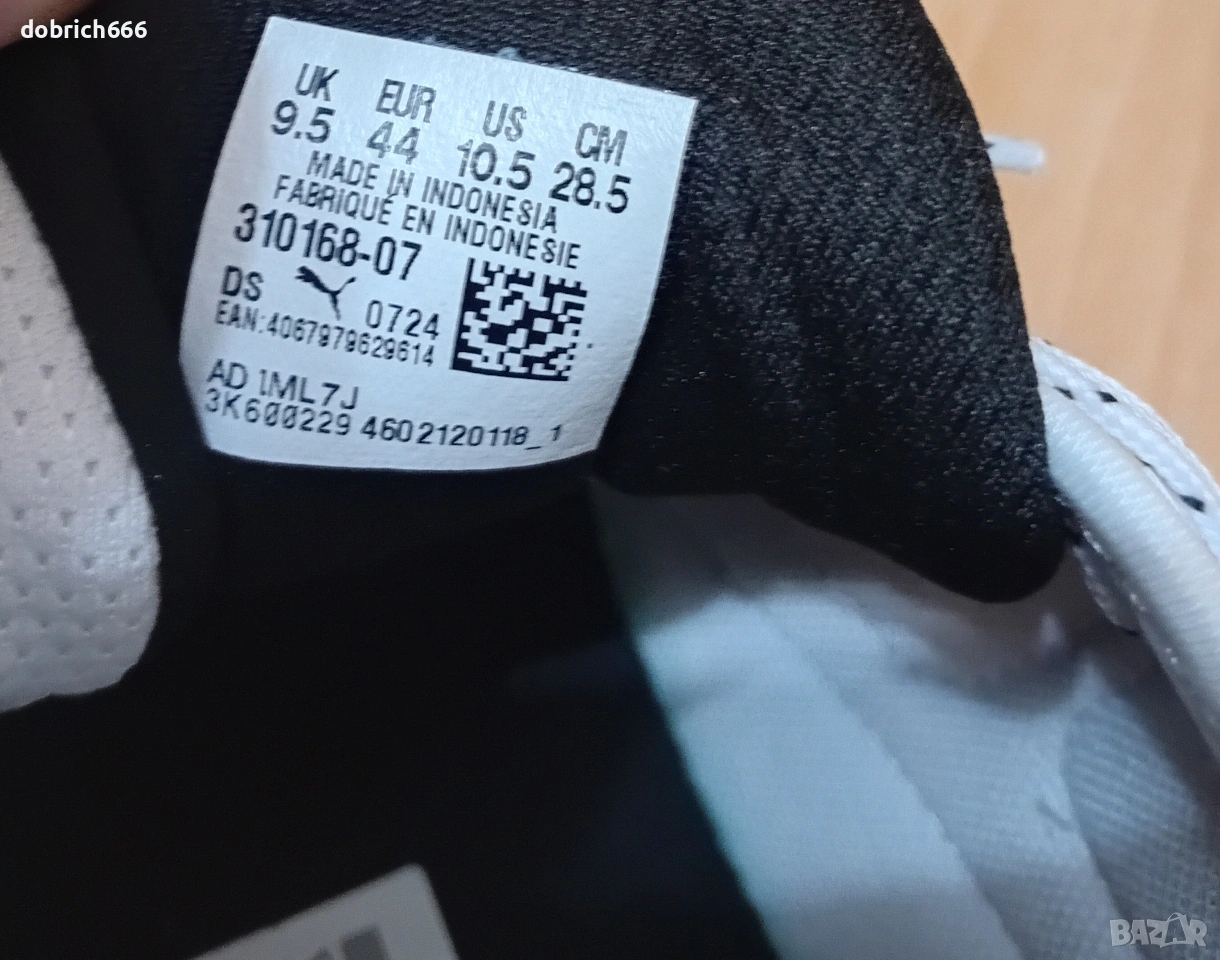 dobrich666
UK EUR US CM
9.5 44 10.5 28.5
MADE IN INDONESIA
FABRIQUÉ EN INDONESIE
310168-07
DS 0724
EAN:4067979629614
AD 1ML7J
3K600229 4602120118_1
BAZAR